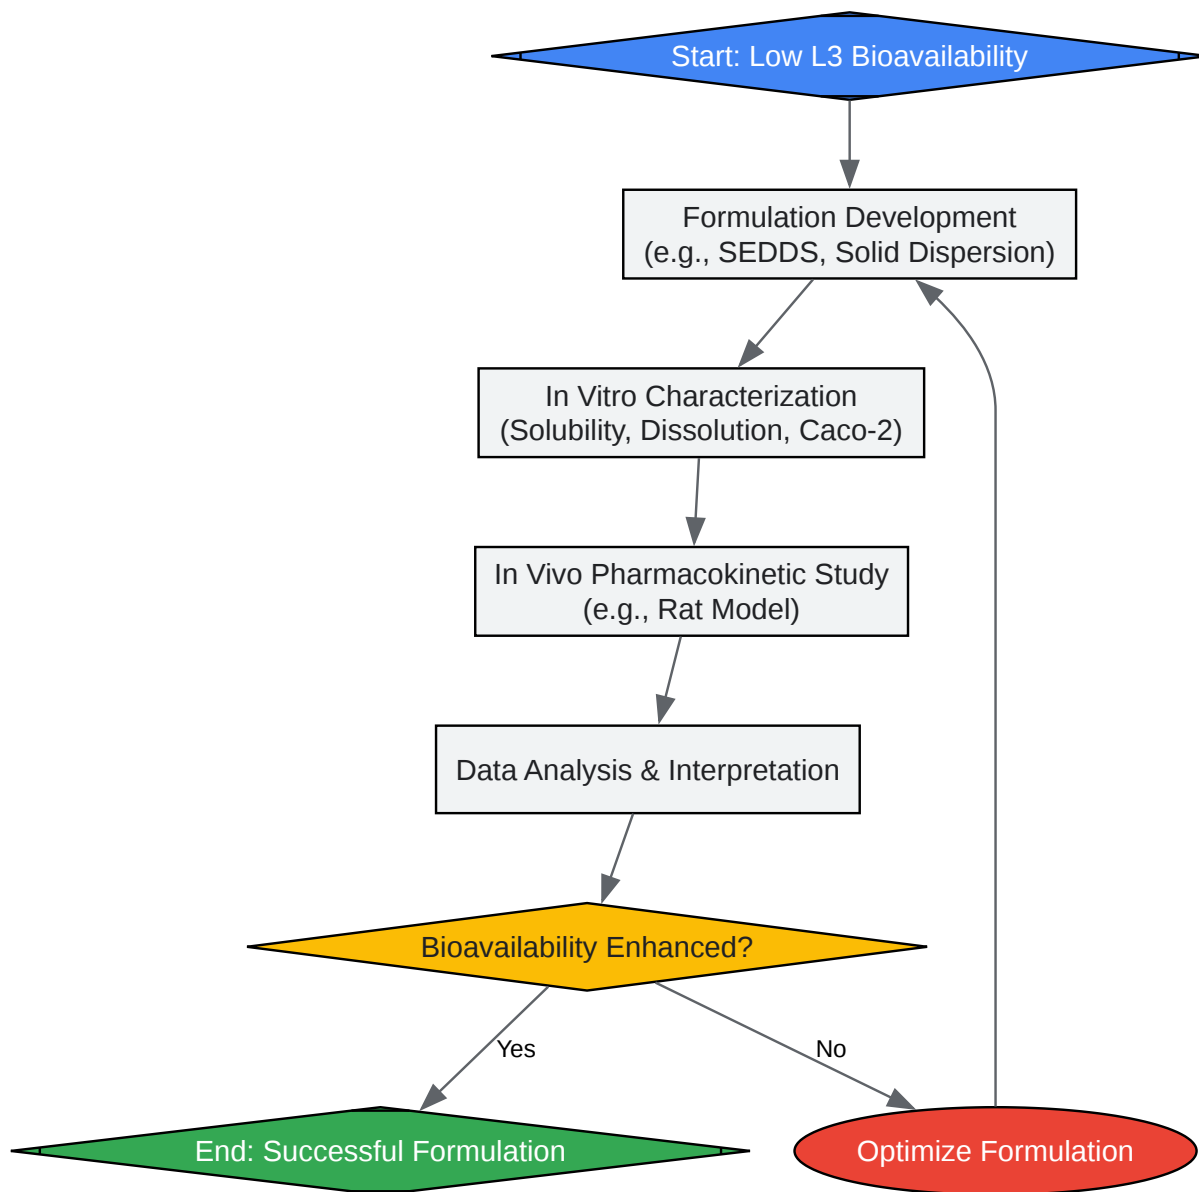 Start: Low L3 Bioavailability
Formulation Development
(e.g., SEDDS, Solid Dispersion)
In Vitro Characterization
(Solubility, Dissolution, Caco-2)
In Vivo Pharmacokinetic Study
(e.g., Rat Model)
Data Analysis & Interpretation
Bioavailability Enhanced?
Yes
No
End: Successful Formulation
Optimize Formulation